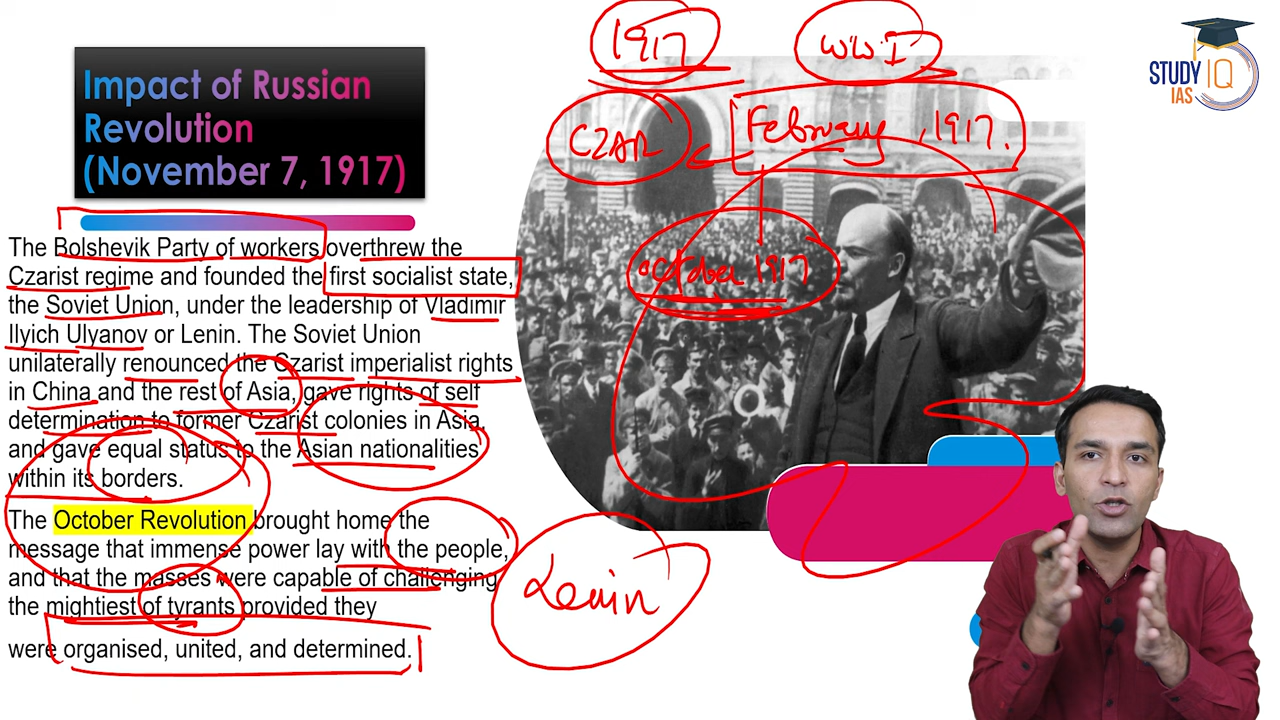 Impact of Russian
Revolution
(November 7, 1917)
The Bolshevik Party of workers overthrew the
Czarist regime and founded the first socialist state,
the Soviet Union, under the leadership of Vladimir
Ilyich Ulyanov or Lenin. The Soviet Union
unilaterally renounced the Czarist imperialist rights
in China and the rest of Asia, gave rights of self
determination to former Czarist colonies in Asia,
and gave equal status to the Asian nationalities
within its borders.
The October Revolution brought home the
message that immense power lay with the people,
and that the masses were capable of challenging
the mightiest of tyrants provided they
were organised, united, and determined.
1917
WWI
CZAR
February, 1917.
October 1917
Lenin
STUDY IQ
IAS